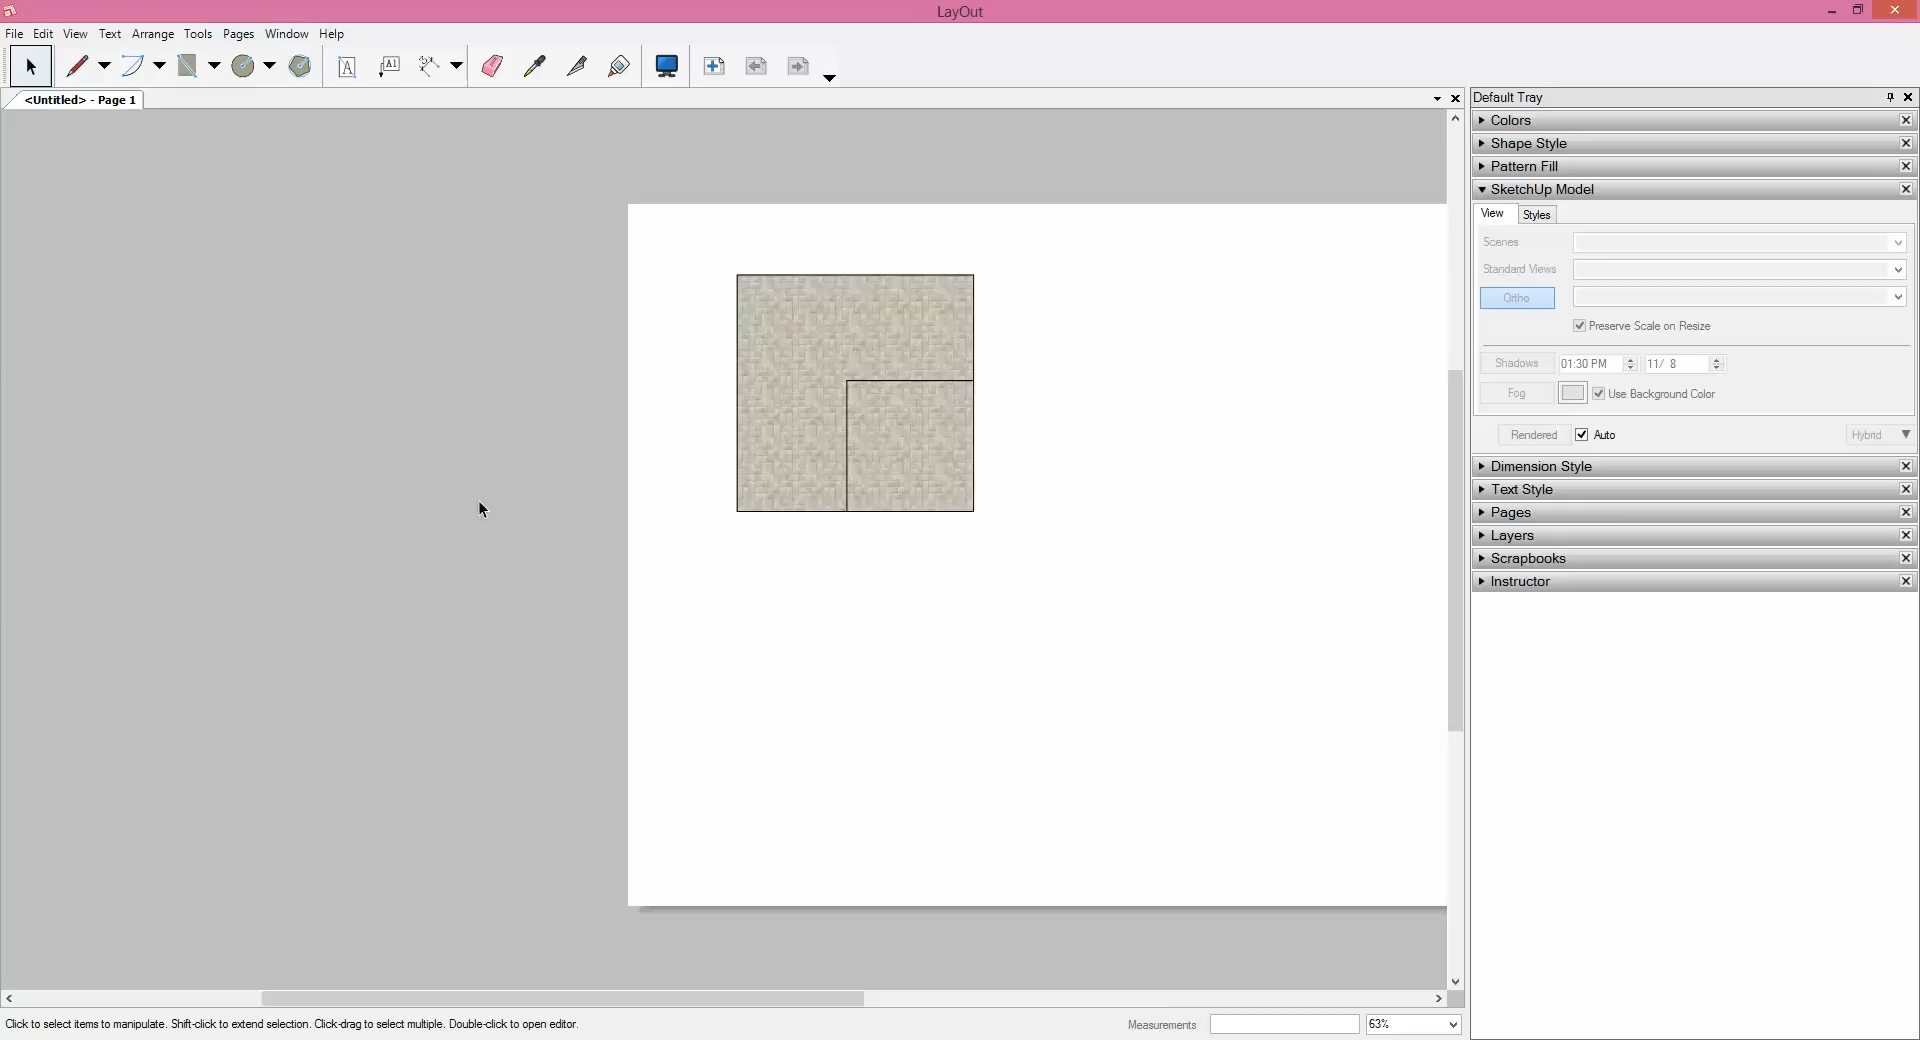 LayOut
File Edit View Text Arrange Tools Pages Window Help
A A1
<Untitled> - Page 1
Default Tray
Colors
Shape Style
Pattern Fill
SketchUp Model
View Styles
Scenes
Standard Views
Ortho
Preserve Scale on Resize
Shadows 01:30 PM 11/ 8
Fog Use Background Color
Rendered Auto Hybrid
Dimension Style
Text Style
Pages
Layers
Scrapbooks
Instructor
Click to select items to manipulate. Shift-click to extend selection. Click-drag to select multiple. Double-click to open editor. Measurements 63%